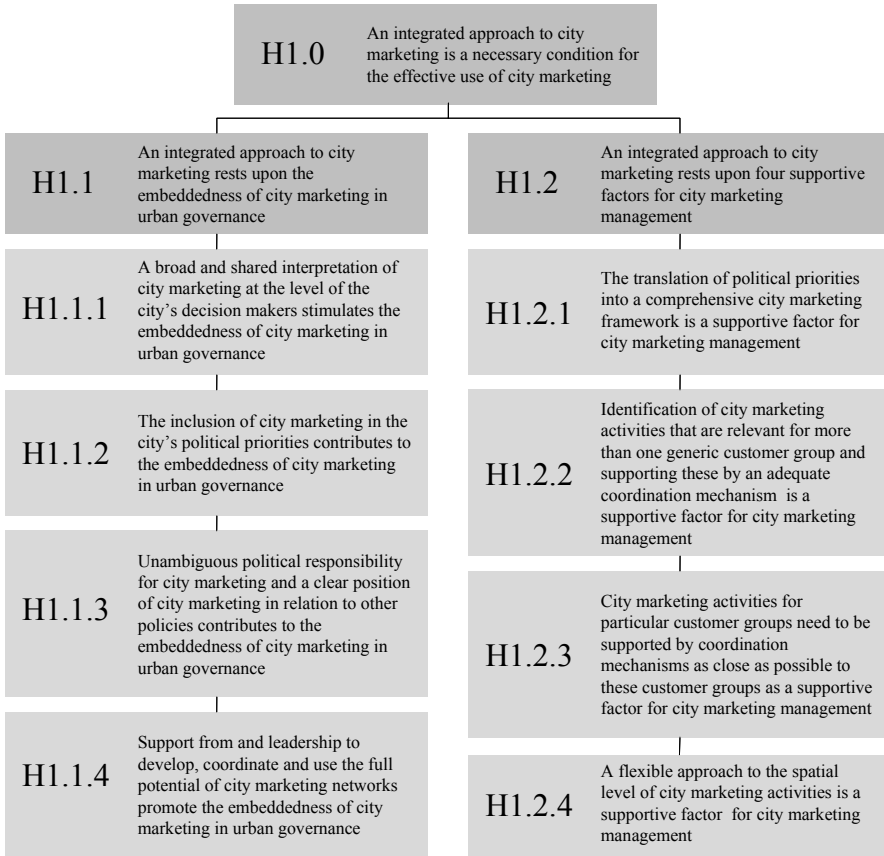 H1.0
An integrated approach to city
marketing is a necessary condition for
the effective use of city marketing
H1.1
An integrated approach to city
marketing rests upon the
embeddedness of city marketing in
urban governance
H1.1.1
A broad and shared interpretation of
city marketing at the level of the
city's decision makers stimulates the
embeddedness of city marketing in
urban governance
H1.1.2
The inclusion of city marketing in the
city's political priorities contributes to
the embeddedness of city marketing
in urban governance
H1.1.3
Unambiguous political responsibility
for city marketing and a clear position
of city marketing in relation to other
policies contributes to the
embeddedness of city marketing in
urban governance
H1.1.4
Support from and leadership to
develop, coordinate and use the full
potential of city marketing networks
promote the embeddedness of city
marketing in urban governance
H1.2
An integrated approach to city
marketing rests upon four supportive
factors for city marketing
management
H1.2.1
The translation of political priorities
into a comprehensive city marketing
framework is a supportive factor for
city marketing management
H1.2.2
Identification of city marketing
activities that are relevant for more
than one generic customer group and
supporting these by an adequate
coordination mechanism is a
supportive factor for city marketing
management
H1.2.3
City marketing activities for
particular customer groups need to be
supported by coordination
mechanisms as close as possible to
these customer groups as a supportive
factor for city marketing management
H1.2.4
A flexible approach to the spatial
level of city marketing activities is a
supportive factor for city marketing
management